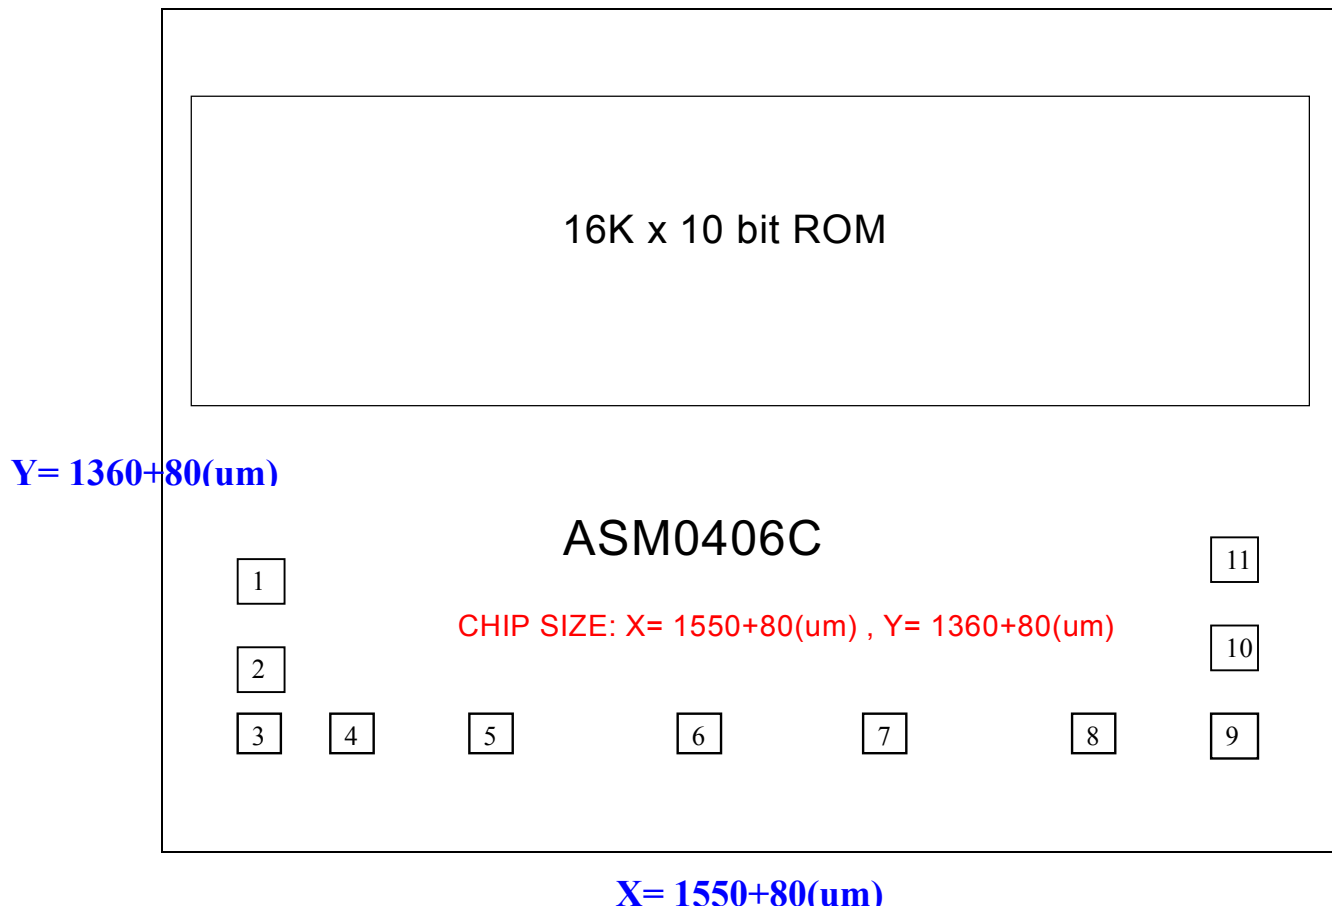 16K x 10 bit ROM
Y= 1360+80(um)
ASM0406C
11
1
CHIP SIZE: X= 1550+80(um) , Y= 1360+80(um)
10
2
3 4 5 6 7 8 9
X= 1550+80(um)